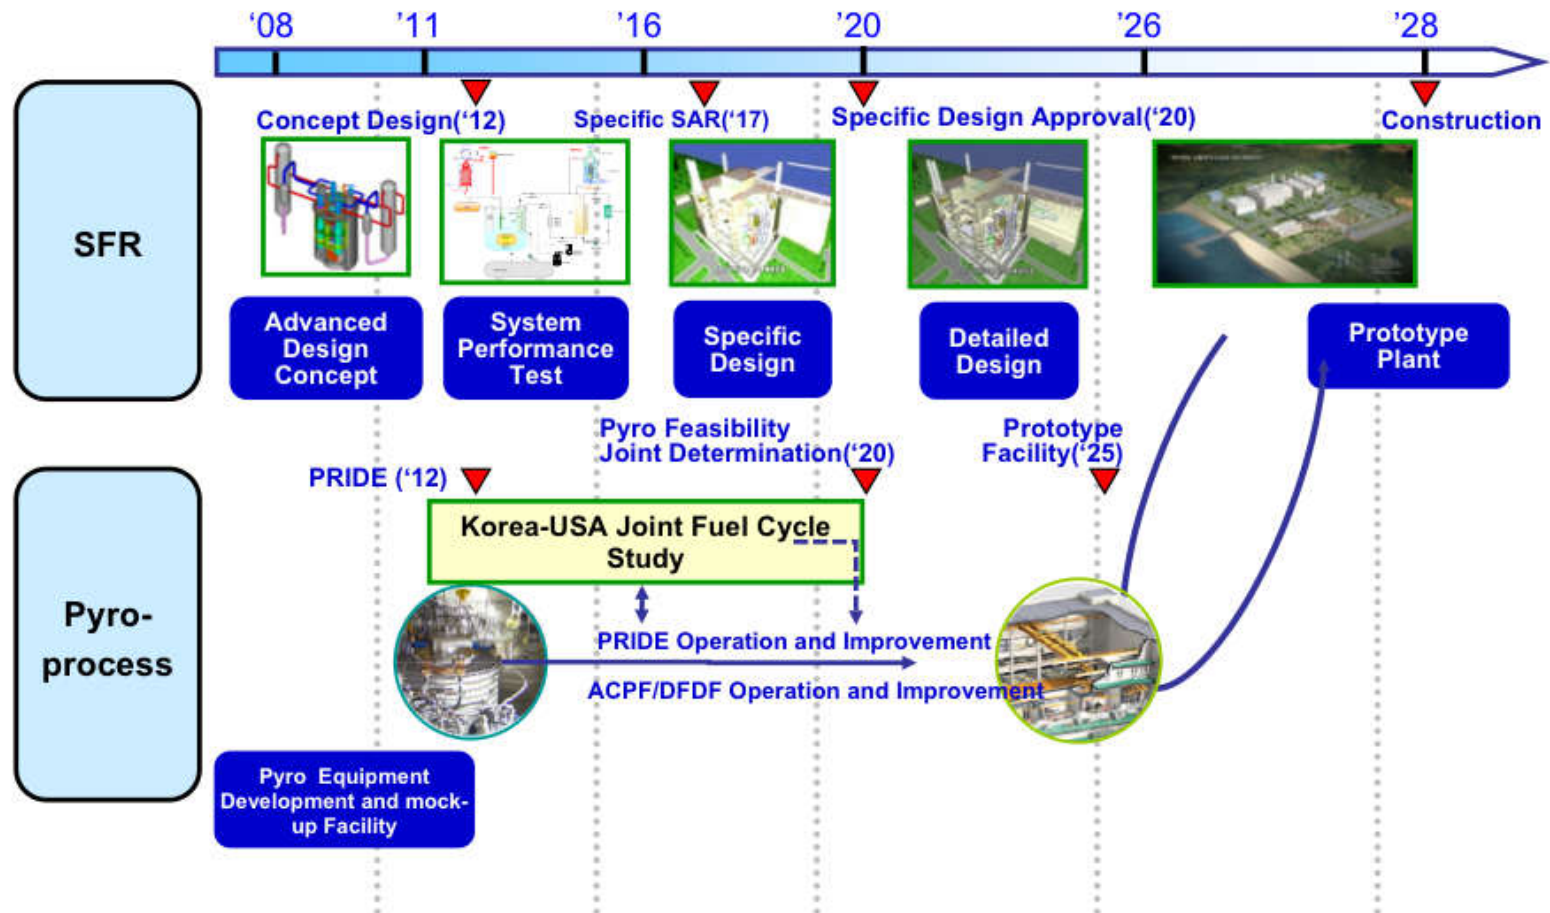 ‘08 ’11 ’16 ’20 ’26 ’28
Concept Design(‘12)
Specific SAR(‘17)
Specific Design Approval(‘20)
Construction
SFR
Advanced
Design
Concept
System
Performance
Test
Specific
Design
Detailed
Design
Prototype
Plant
Pyro Feasibility
Joint Determination(‘20)
Prototype
Facility(‘25)
PRIDE (‘12)
Korea-USA Joint Fuel Cycle
Study
Pyro-
process
PRIDE Operation and Improvement
ACPF/DFDF Operation and Improvement
Pyro Equipment
Development and mock-
up Facility